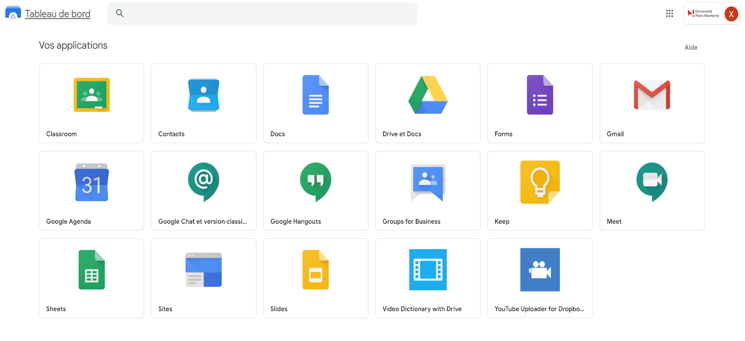 Tableau de bord
Université
Paris Nanterre
X
Vos applications
Aide
Classroom
Contacts
Docs
Drive et Docs
Forms
Gmail
31
Google Agenda
Google Chat et version classi...
Google Hangouts
Groups for Business
Keep
Meet
Sheets
Sites
Slides
Video Dictionary with Drive
YouTube Uploader for Dropbo...